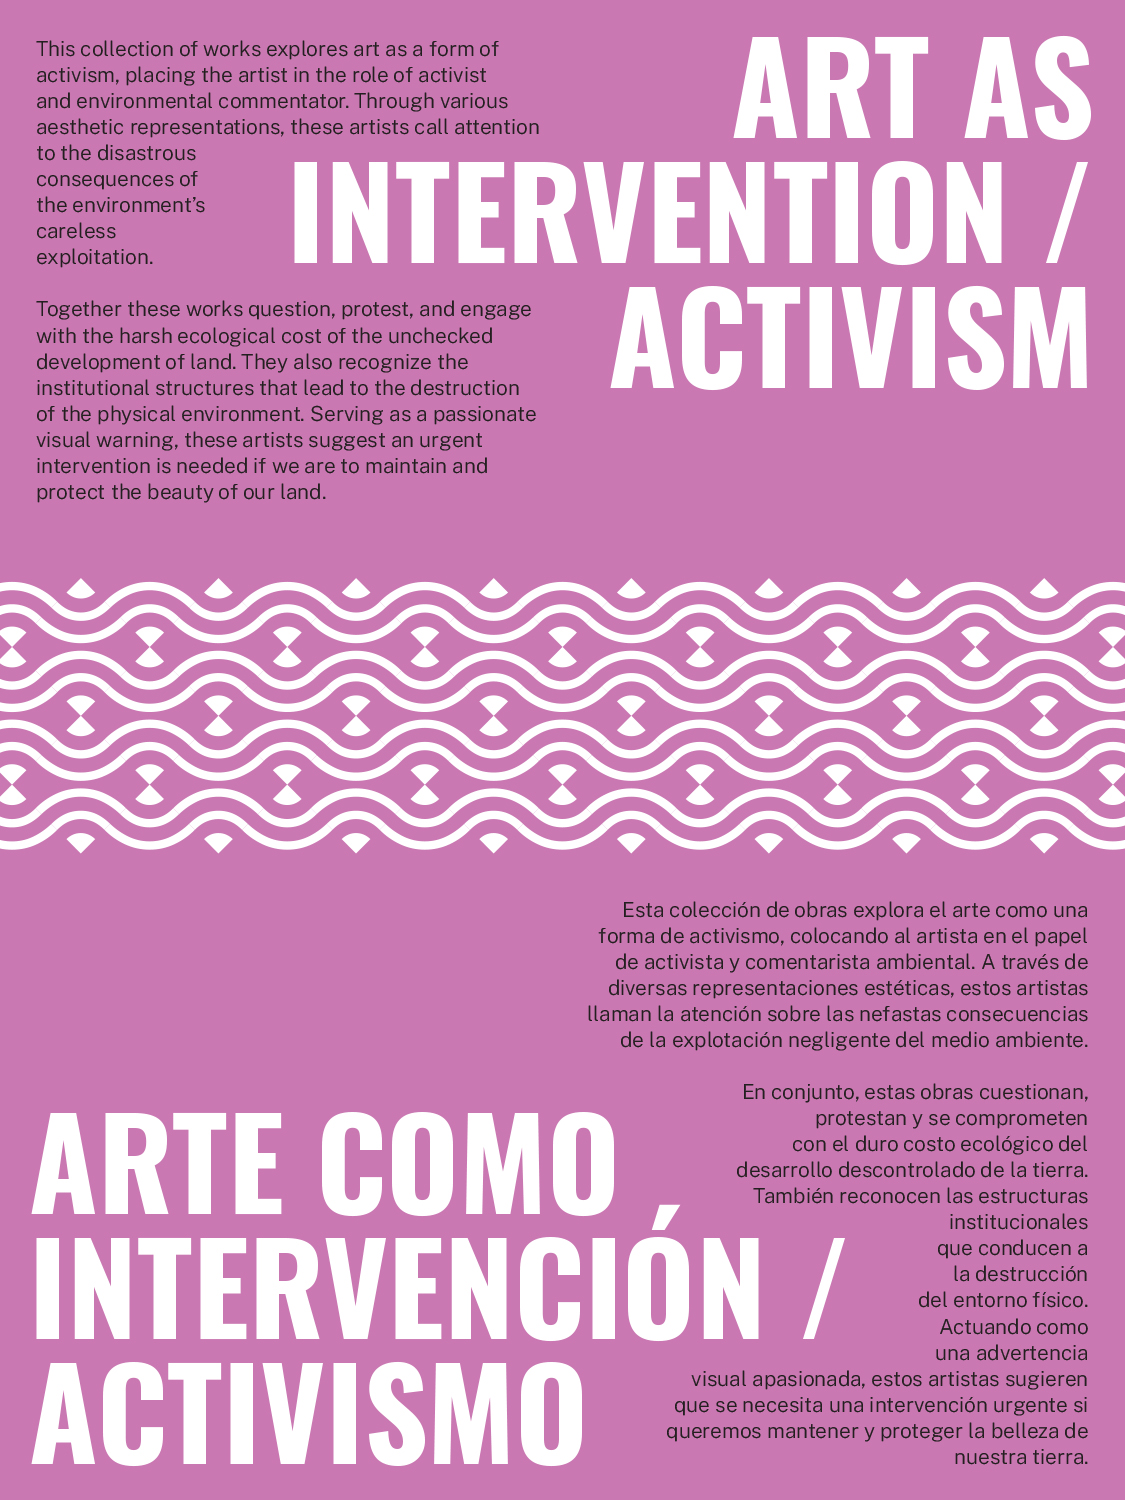 ART AS
INTERVENTION /
ACTIVISM
This collection of works explores art as a form of
activism, placing the artist in the role of activist
and environmental commentator. Through various
aesthetic representations, these artists call attention
to the disastrous
consequences of
the environment’s
careless
exploitation.
Together these works question, protest, and engage
with the harsh ecological cost of the unchecked
development of land. They also recognize the
institutional structures that lead to the destruction
of the physical environment. Serving as a passionate
visual warning, these artists suggest an urgent
intervention is needed if we are to maintain and
protect the beauty of our land.
ARTE COMO
INTERVENCIÓN /
ACTIVISMO
Esta colección de obras explora el arte como una
forma de activismo, colocando al artista en el papel
de activista y comentarista ambiental. A través de
diversas representaciones estéticas, estos artistas
llaman la atención sobre las nefastas consecuencias
de la explotación negligente del medio ambiente.
En conjunto, estas obras cuestionan,
protestan y se comprometen
con el duro costo ecológico del
desarrollo descontrolado de la tierra.
También reconocen las estructuras
institucionales
que conducen a
la destrucción
del entorno físico.
Actuando como
una advertencia
visual apasionada, estos artistas sugieren
que se necesita una intervención urgente si
queremos mantener y proteger la belleza de
nuestra tierra.